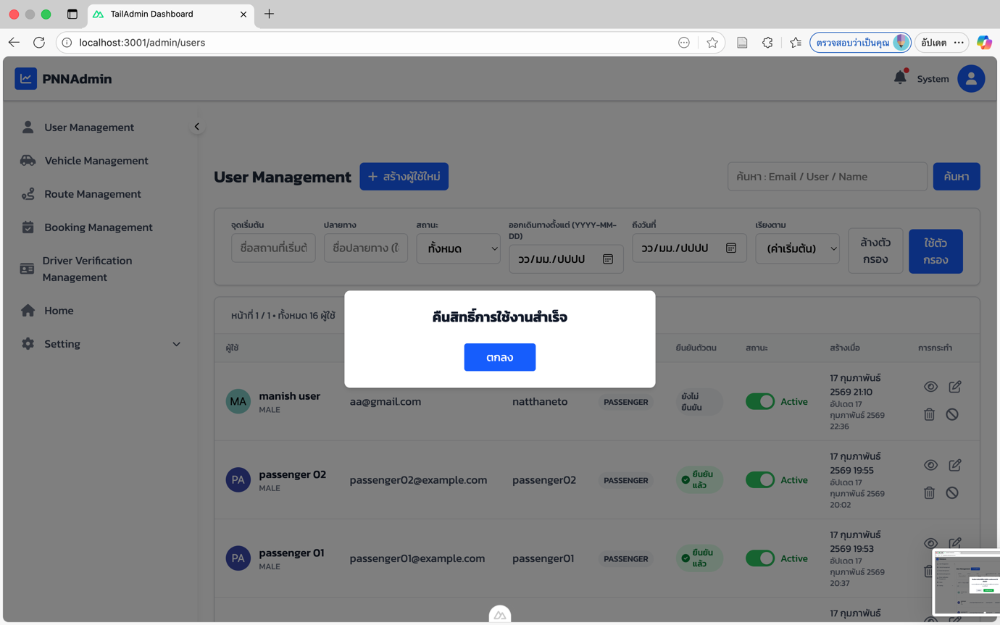 TailAdmin Dashboard
localhost:3001/admin/users
ตรวจสอบว่าเป็นคุณ
อัปเดต
PNNAdmin
System
User Management
Vehicle Management
Route Management
Booking Management
Driver Verification
Management
Home
Setting
User Management
+ สร้างผู้ใช้ใหม่
ค้นหา : Email / User / Name
ค้นหา
จุดเริ่มต้น
ชื่อสถานที่เริ่มต้
ปลายทาง
ชื่อปลายทาง (ใ
สถานะ
ทั้งหมด
ออกเดินทางตั้งแต่ (YYYY-MM-
DD)
วว/มม./ปปปป
ถึงวันที่
วว/มม./ปปปป
เรียงตาม
(ค่าเริ่มต้น)
ล้างตัว
กรอง
ใช้ตัว
กรอง
หน้าที่ 1 / 1 • ทั้งหมด 16 ผู้ใช้
คืนสิทธิ์การใช้งานสำเร็จ
ตกลง
ผู้ใช้
ยืนยันตัวตน
สถานะ
สร้างเมื่อ
การกระทำ
MA
manish user
MALE
aa@gmail.com
natthaneto
PASSENGER
ยังไม่
ยืนยัน
Active
17 กุมภาพันธ์
2569 21:10
อัปเดต 17
กุมภาพันธ์ 2569
22:36
PA
passenger 02
MALE
passenger02@example.com
passenger02
PASSENGER
ยืนยัน
แล้ว
Active
17 กุมภาพันธ์
2569 19:55
อัปเดต 17
กุมภาพันธ์ 2569
20:02
PA
passenger 01
MALE
passenger01@example.com
passenger01
PASSENGER
ยืนยัน
แล้ว
Active
17 กุมภาพันธ์
2569 19:53
อัปเดต 17
กุมภาพันธ์ 2569
20:37
17 กุมภาพันธ์